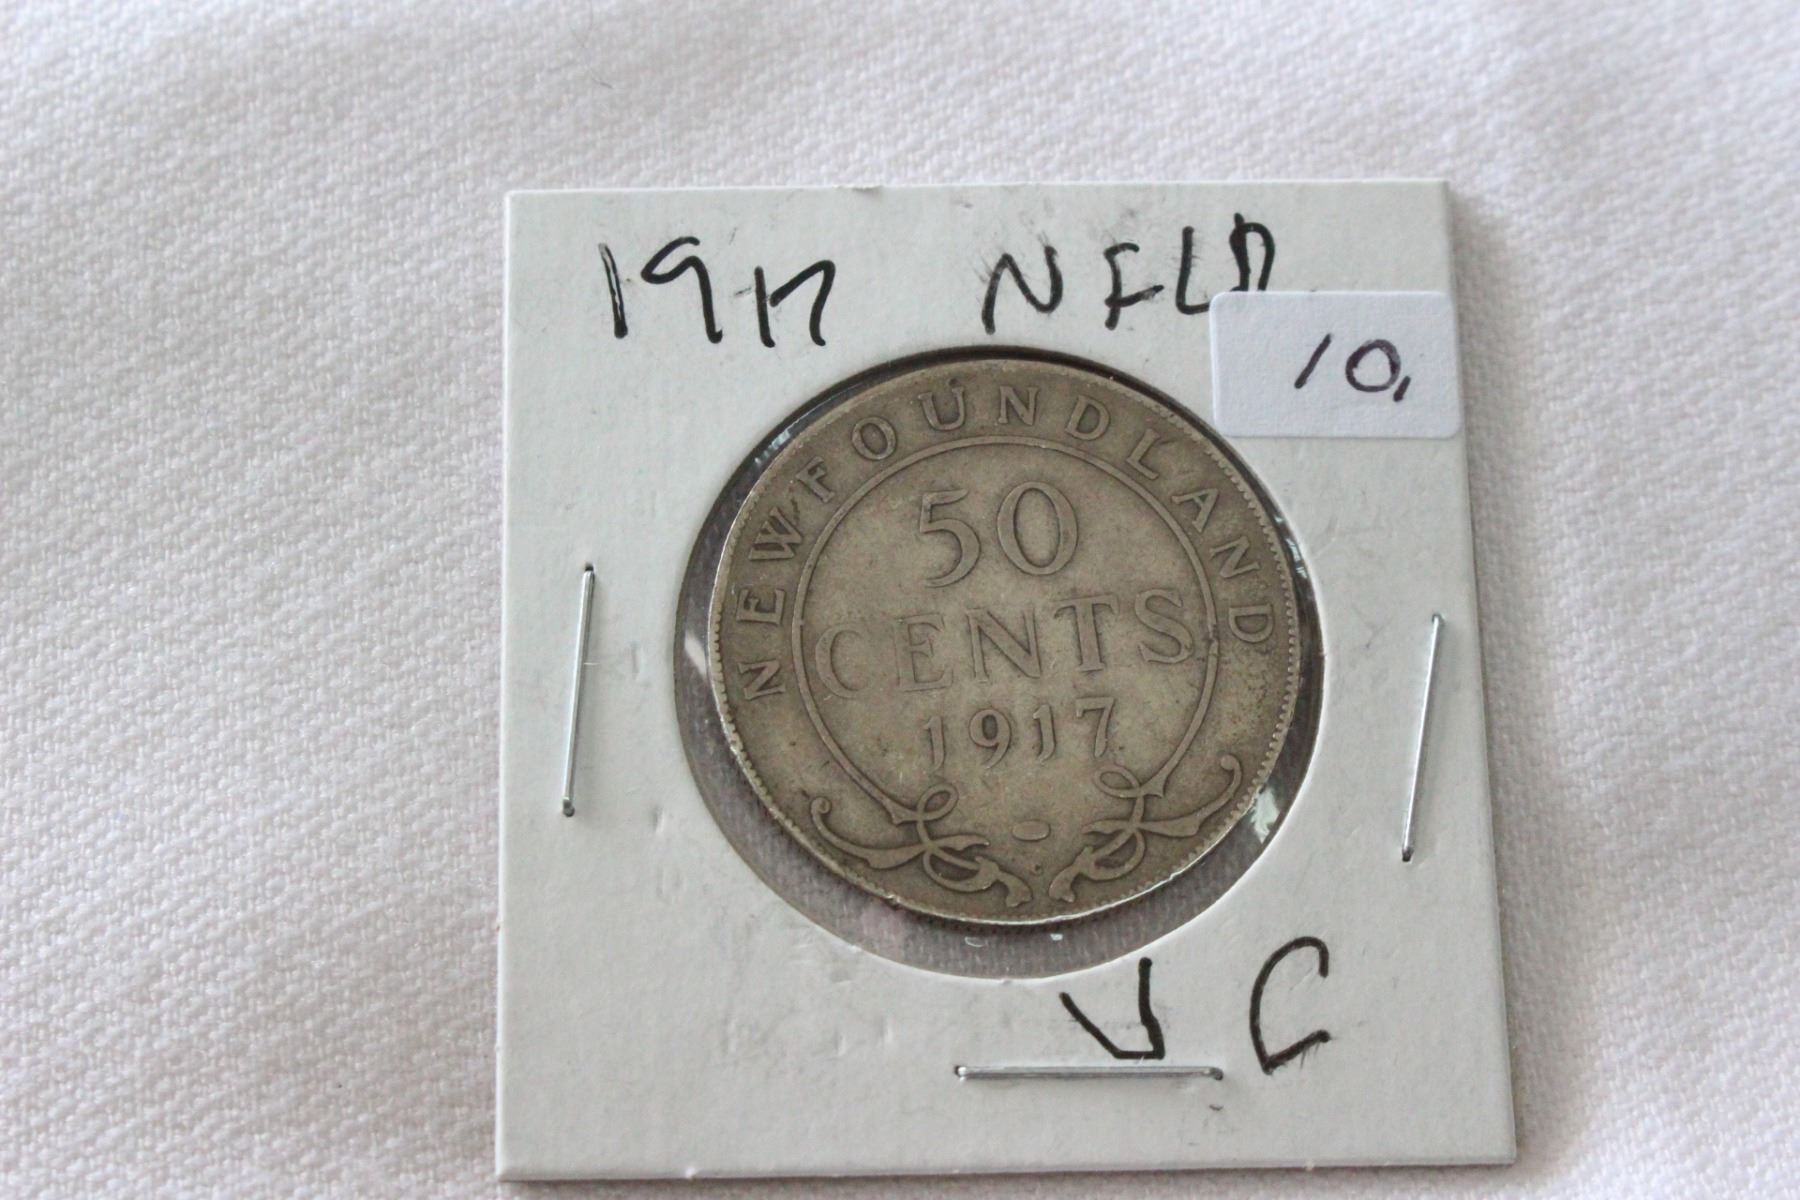 1917 NFLD
10.
NEWFOUNDLAND
50
CENTS
1917
C
VG